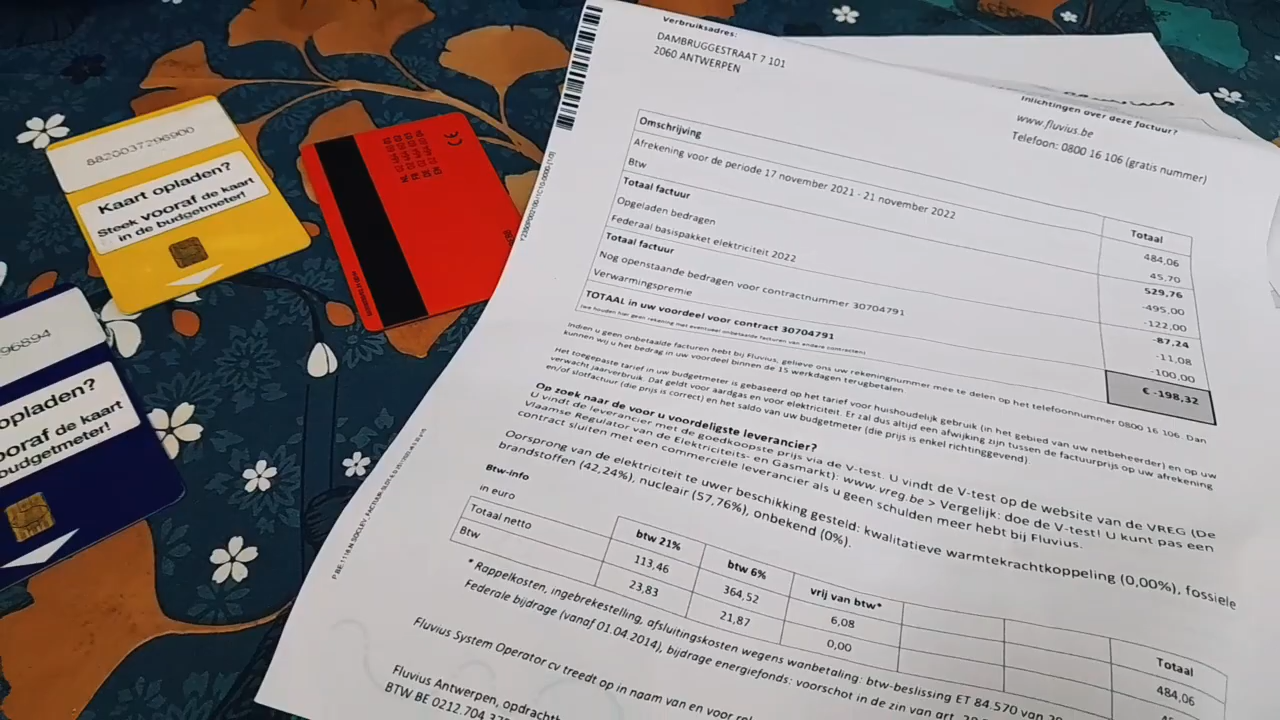 8820037296900
Kaart opladen?
Steek vooraf de kaart
in de budgetmeter!
96894
opladen?
ooraf de kaart
budgetmeter!
Verbruiksadres:
DAMBRUGGESTRAAT 7 101
2060 ANTWERPEN
Inlichtingen over deze factuur?
www.fluvius.be
Telefoon: 0800 16 106 (gratis nummer)
Omschrijving Totaal
Afrekening voor de periode 17 november 2021 - 21 november 2022 484,06
Btw 45,70
Totaal factuur 529,76
Opgeladen bedragen -495,00
Federaal basispakket elektriciteit 2022 -122,00
Totaal factuur -87,24
Nog openstaande bedragen voor contractnummer 30704791 -11,08
Verwarmingspremie -100,00
TOTAAL in uw voordeel voor contract 30704791 € -198,32
(we houden hier geen rekening met eventueel onbetaalde facturen van andere contracten)
Indien u geen onbetaalde facturen hebt bij Fluvius, gelieve ons uw rekeningnummer mee te delen op het telefoonnummer 0800 16 106. Dan
kunnen wij u het bedrag in uw voordeel binnen de 15 werkdagen terugbetalen.
Het toegepaste tarief in uw budgetmeter is gebaseerd op het tarief voor huishoudelijk gebruik (in het gebied van uw netbeheerder) en op uw
verwacht jaarverbruik. Dat geldt voor aardgas en voor elektriciteit. Er zal dus altijd een afwijking zijn tussen de factuurprijs op uw afrekening
en/of slotfactuur (die prijs is correct) en het saldo van uw budgetmeter (die prijs is enkel richtinggevend)
Op zoek naar de voor u voordeligste leverancier?
U vindt de leverancier met de goedkoopste prijs via de V-test. U vindt de V-test op de website van de VREG (De
Vlaamse Regulator van de Elektriciteits- en Gasmarkt): www.vreg.be > Vergelijk: doe de V-test! U kunt pas een
contract sluiten met een commerciële leverancier als u geen schulden meer hebt bij Fluvius.
Oorsprong van de elektriciteit te uwer beschikking gesteld: kwalitatieve warmtekrachtkoppeling (0,00%), fossiele
brandstoffen (42,24%), nucleair (57,76%), onbekend (0%).
Btw-info
in euro btw 21% btw 6% vrij van btw* Totaal
Totaal netto 113,46 364,52 6,08 484,06
Btw 23,83 21,87 0,00
* Rappelkosten, ingebrekestelling, afsluitingskosten wegens wanbetaling: btw-beslissing ET 84.570 van
Federale bijdrage (vanaf 01.04.2014), bijdrage energiefonds: voorschot in de zin van art.
Fluvius System Operator cv treedt op in naam van en voor
Fluvius Antwerpen, opdracht
BTW BE 0212.704.37